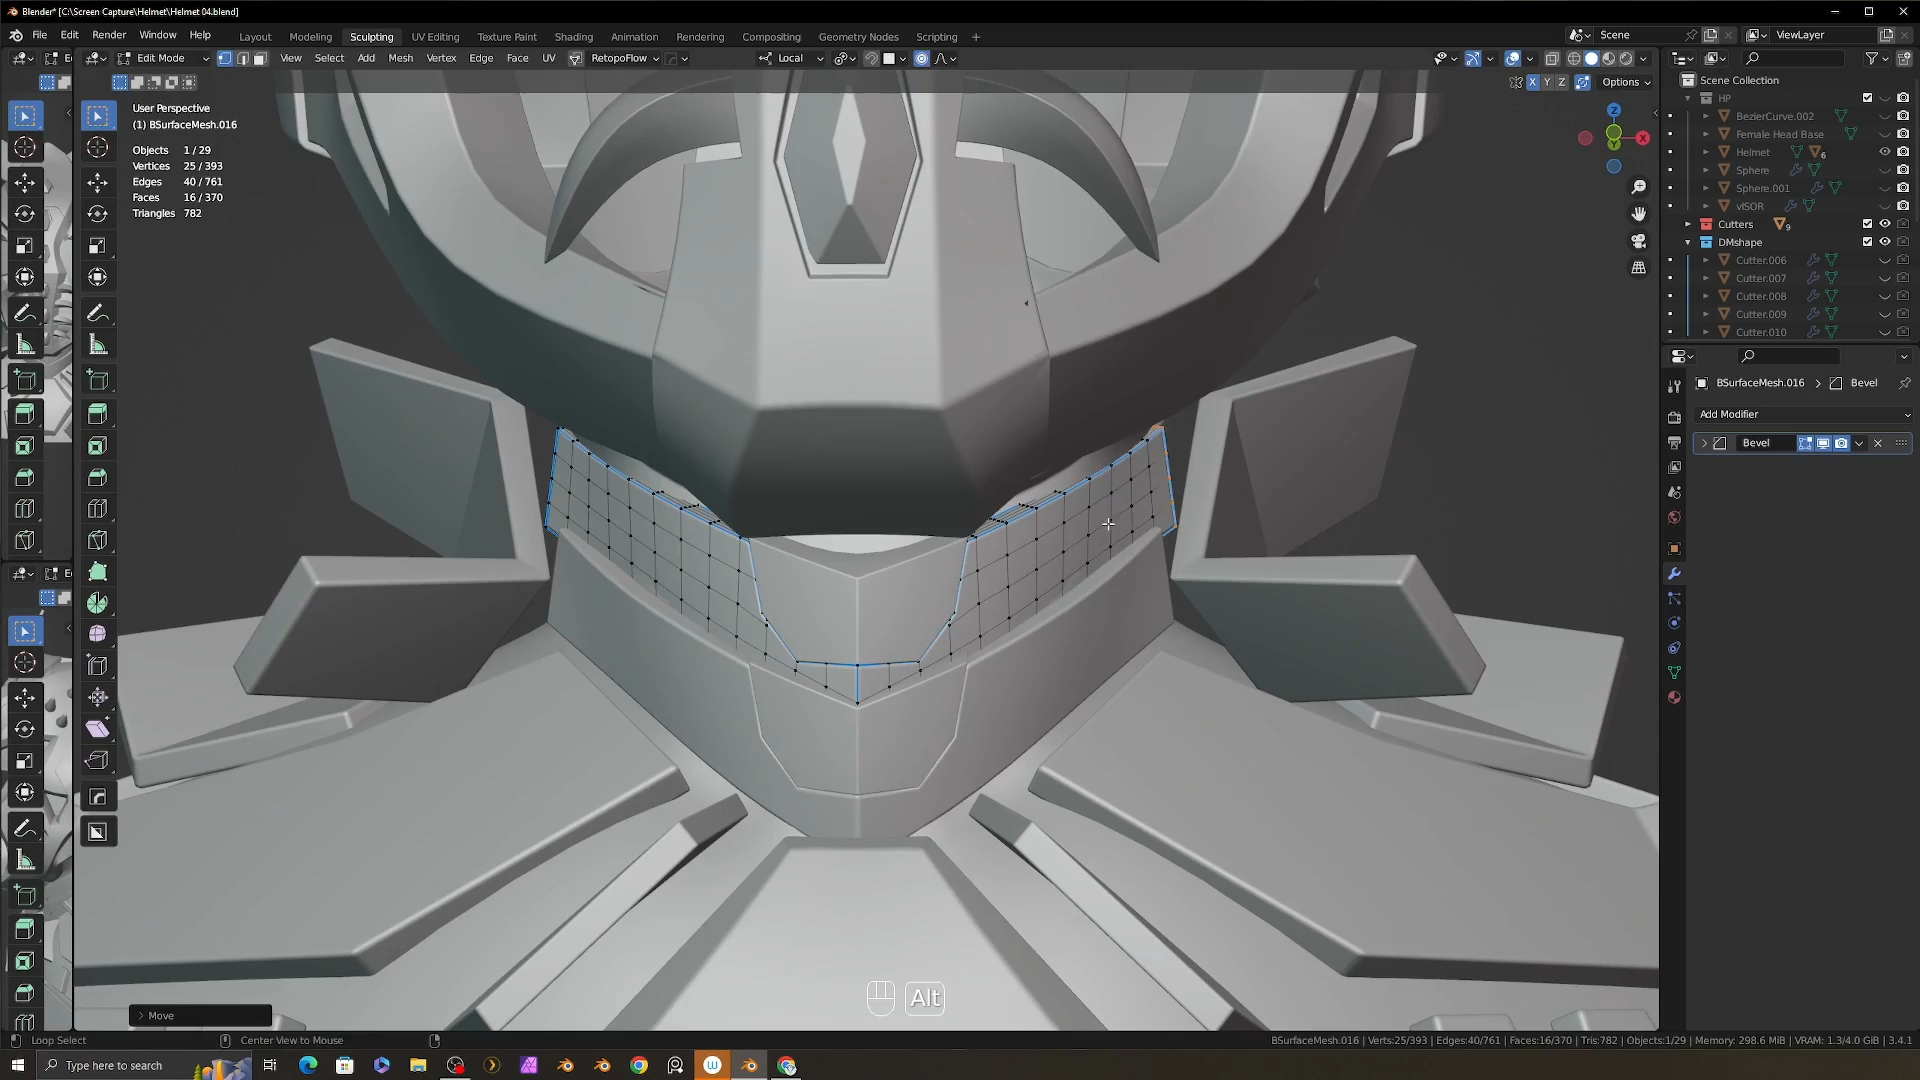 Blender* [C:\Screen Capture\Helmet\Helmet 04.blend]
File Edit Render Window Help
Layout Modeling Sculpting UV Editing Texture Paint Shading Animation Rendering Compositing Geometry Nodes Scripting +
Scene ViewLayer
Edit Mode View Select Add Mesh Vertex Edge Face UV RetopoFlow Local
X Y Z Options
User Perspective
(1) BSurfaceMesh.016
Objects 1 / 29
Vertices 25 / 393
Edges 40 / 761
Faces 16 / 370
Triangles 782
Z
X
Y
Scene Collection
HP
BezierCurve.002
Female Head Base
Helmet 6
Sphere
Sphere.001
vISOR
Cutters 9
DMshape
Cutter.006
Cutter.007
Cutter.008
Cutter.009
Cutter.010
BSurfaceMesh.016 > Bevel
Add Modifier
Bevel
Alt
> Move
Loop Select Center View to Mouse
BSurfaceMesh.016 | Verts:25/393 | Edges:40/761 | Faces:16/370 | Tris:782 | Objects:1/29 | Memory: 298.6 MiB | VRAM: 1.3/4.0 GiB | 3.4.1
Type here to search